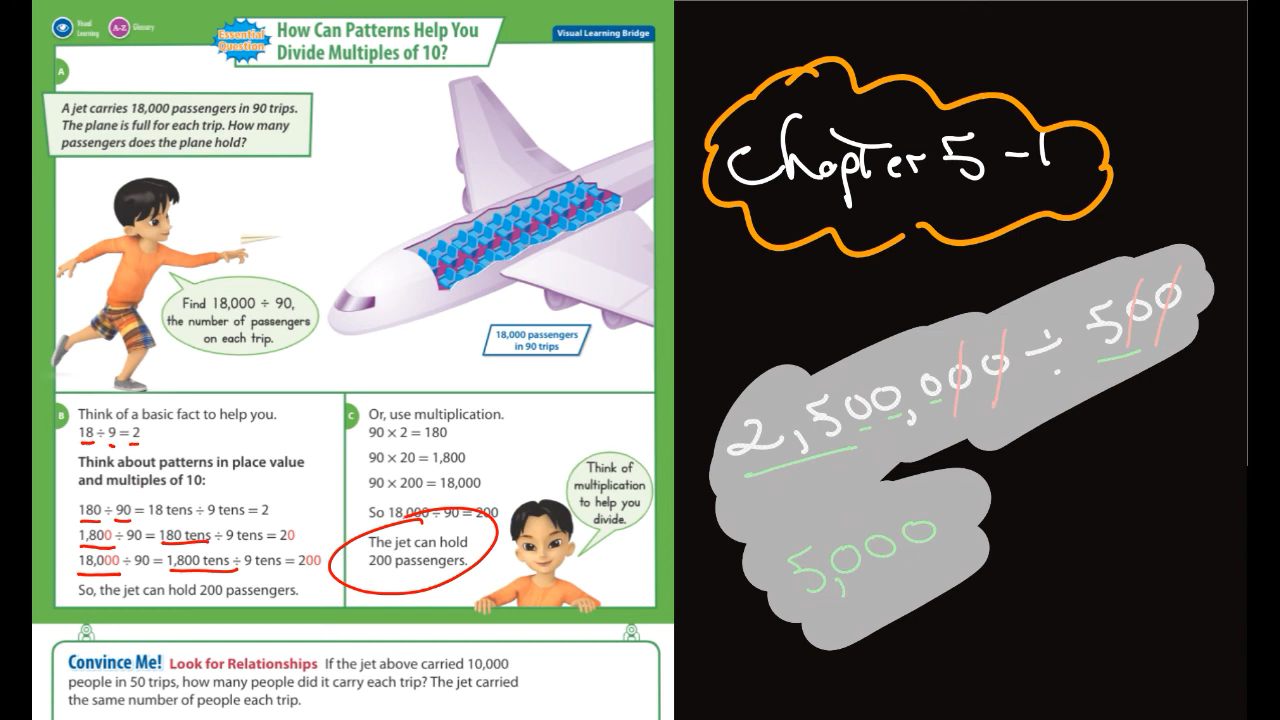 Visual Learning
A-Z Glossary
Essential Question
How Can Patterns Help You
Divide Multiples of 10?
Visual Learning Bridge
A
A jet carries 18,000 passengers in 90 trips.
The plane is full for each trip. How many
passengers does the plane hold?
Find 18,000 ÷ 90,
the number of passengers
on each trip.
18,000 passengers
in 90 trips
B
Think of a basic fact to help you.
18 ÷ 9 = 2
Think about patterns in place value
and multiples of 10:
180 ÷ 90 = 18 tens ÷ 9 tens = 2
1,800 ÷ 90 = 180 tens ÷ 9 tens = 20
18,000 ÷ 90 = 1,800 tens ÷ 9 tens = 200
So, the jet can hold 200 passengers.
C
Or, use multiplication.
90 × 2 = 180
90 × 20 = 1,800
90 × 200 = 18,000
So 18,000 ÷ 90 = 200
The jet can hold
200 passengers.
Think of
multiplication
to help you
divide.
Convince Me! Look for Relationships If the jet above carried 10,000
people in 50 trips, how many people did it carry each trip? The jet carried
the same number of people each trip.
Chapter 5-1
2,500,000 ÷ 500
5,000